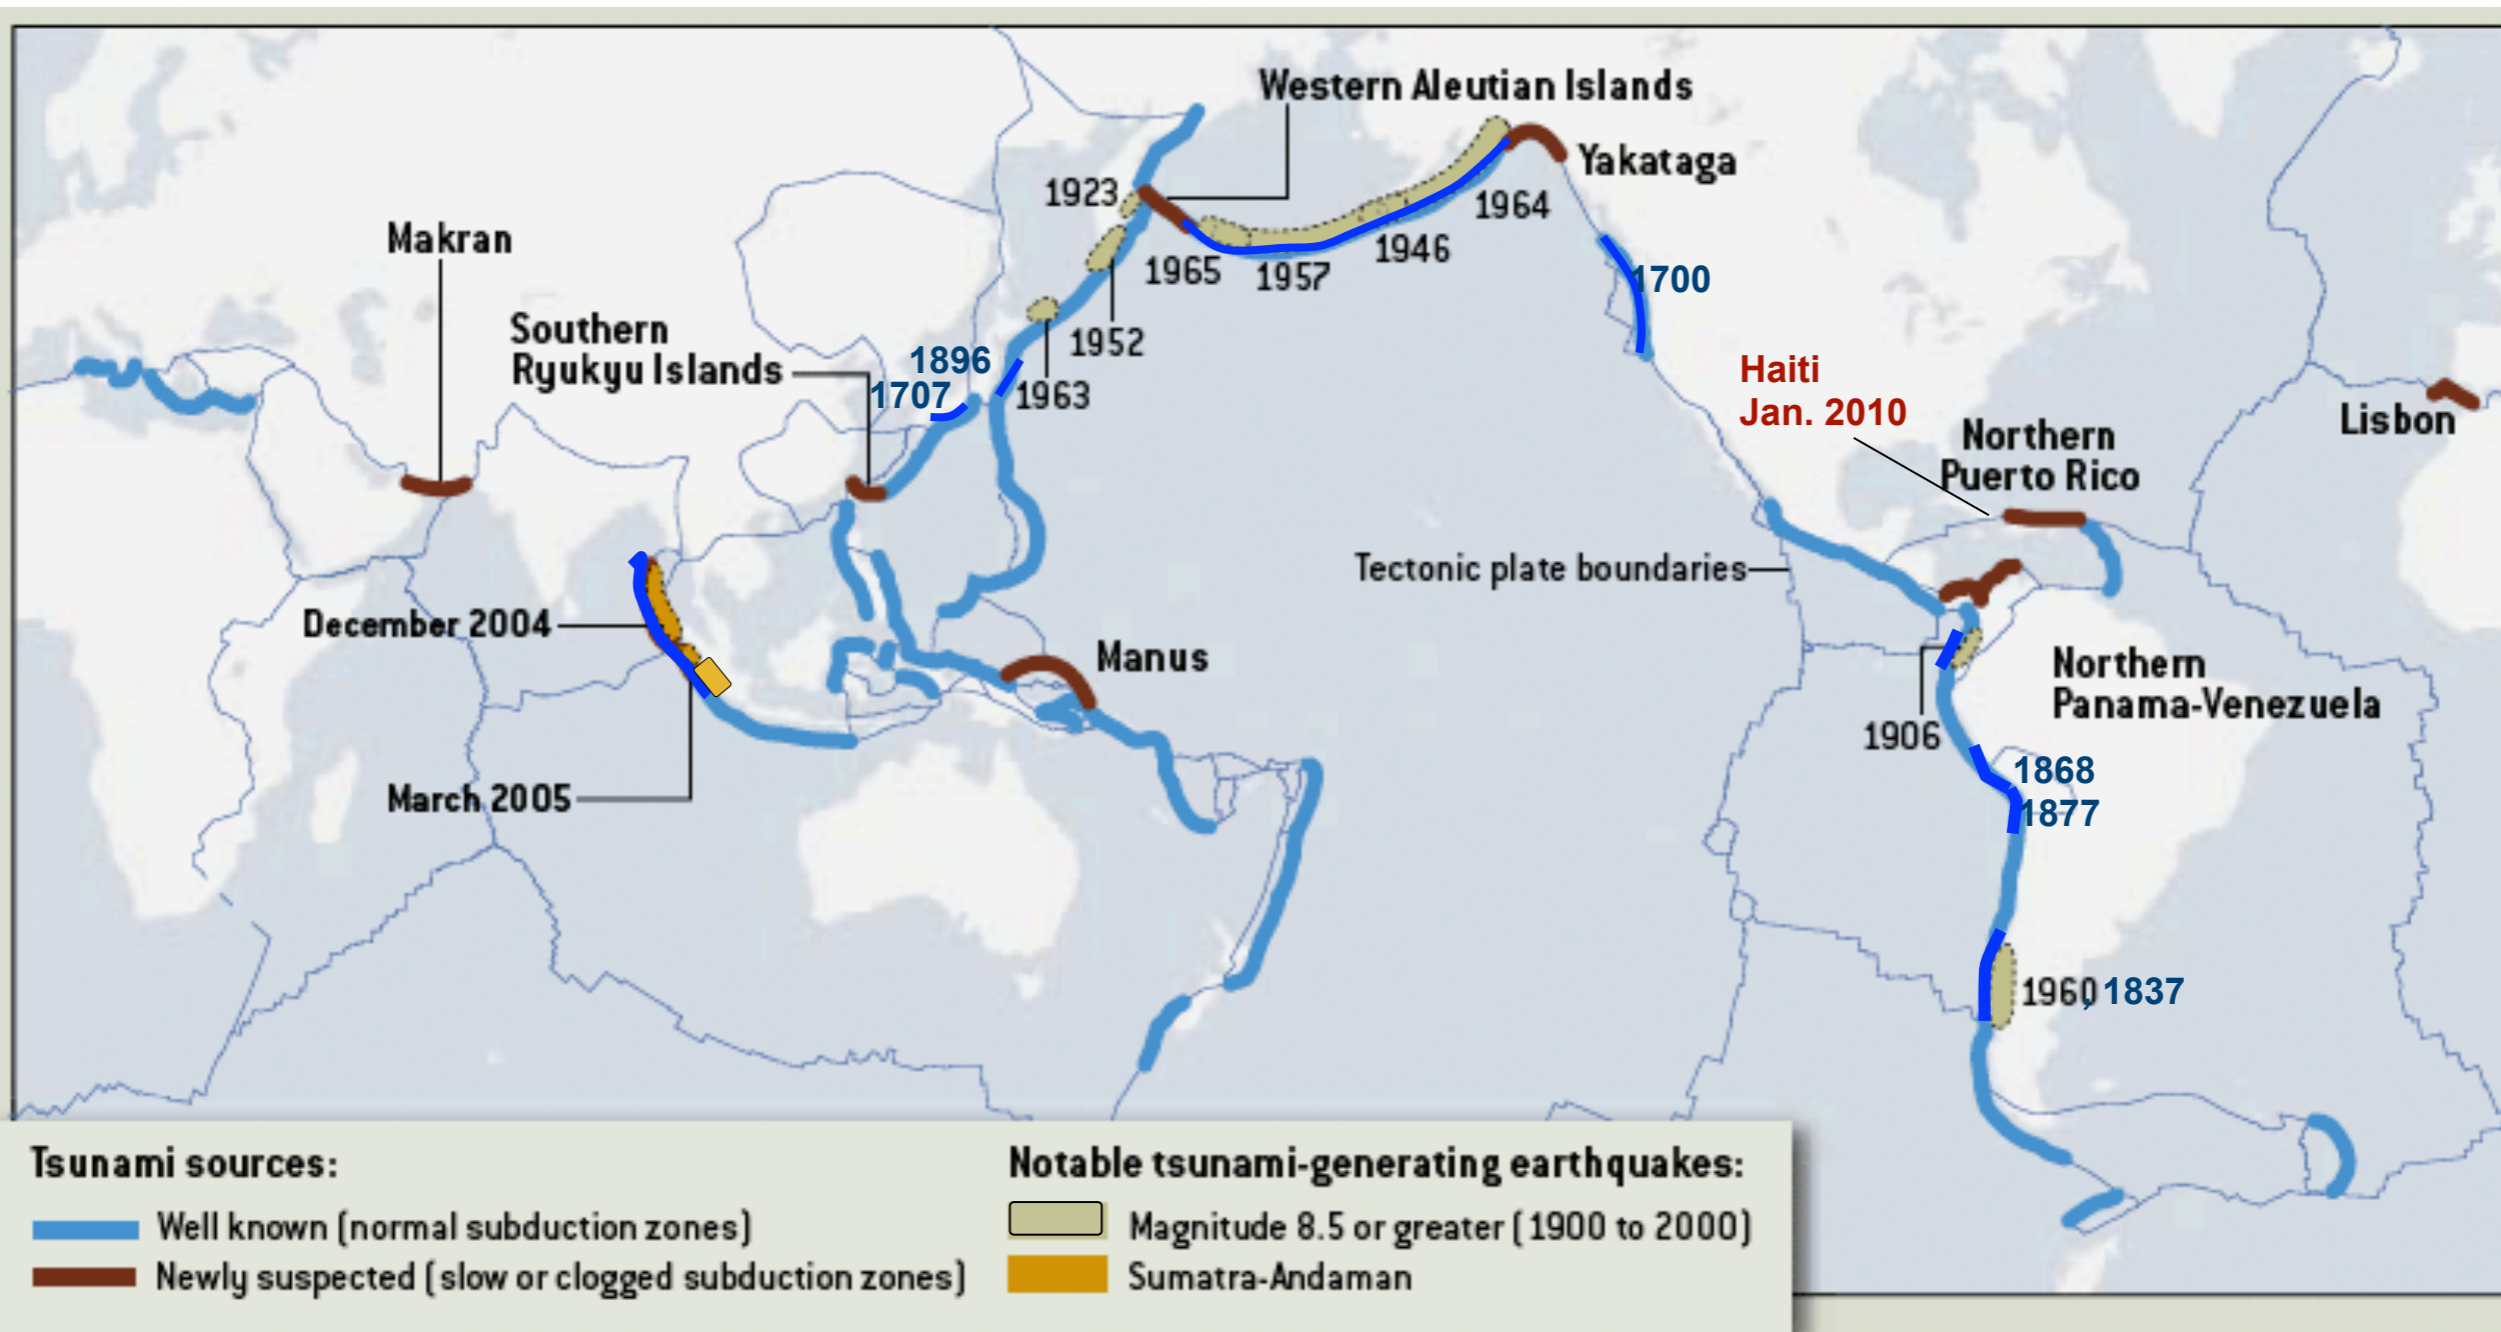 Western Aleutian Islands
Yakataga
1923
1964
Makran
1946
1965
1957
1700
Southern
Ryukyu Islands
1952
1896
1707
1963
Haiti
Jan. 2010
Northern
Puerto Rico
Lisbon
Tectonic plate boundaries
December 2004
Manus
Northern
Panama-Venezuela
1906
1868
1877
March 2005
1960, 1837
Tsunami sources:
Well known (normal subduction zones)
Newly suspected (slow or clogged subduction zones)
Notable tsunami-generating earthquakes:
Magnitude 8.5 or greater (1900 to 2000)
Sumatra-Andaman